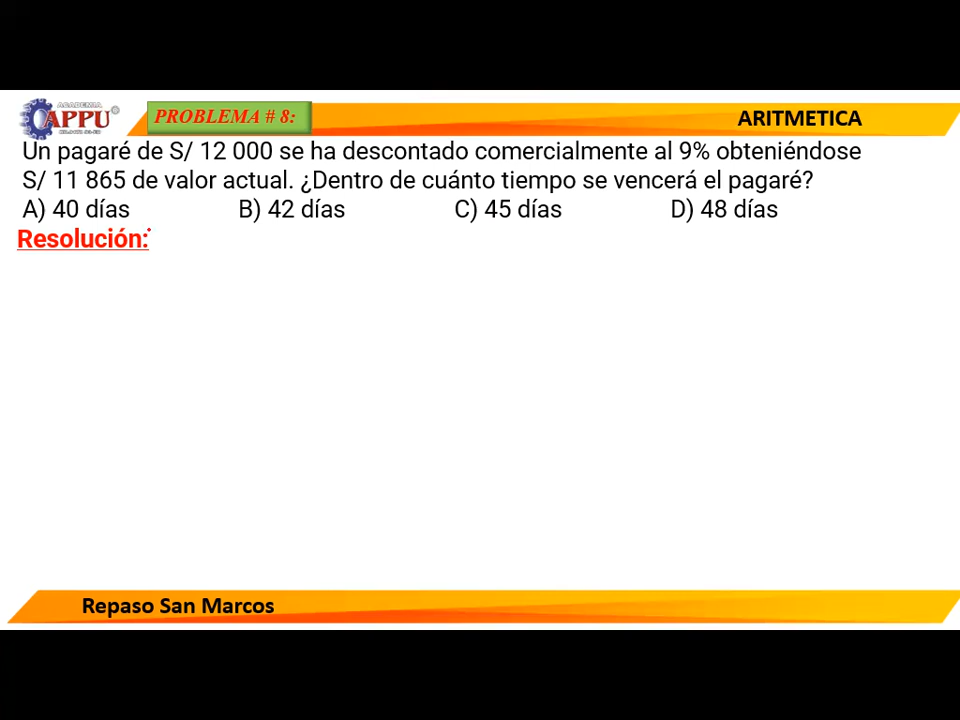 ACADEMIA
APPU
PROBLEMA # 8:
ARITMETICA
Un pagaré de S/ 12 000 se ha descontado comercialmente al 9% obteniéndose
S/ 11 865 de valor actual. ¿Dentro de cuánto tiempo se vencerá el pagaré?
A) 40 días B) 42 días C) 45 días D) 48 días
Resolución:
Repaso San Marcos